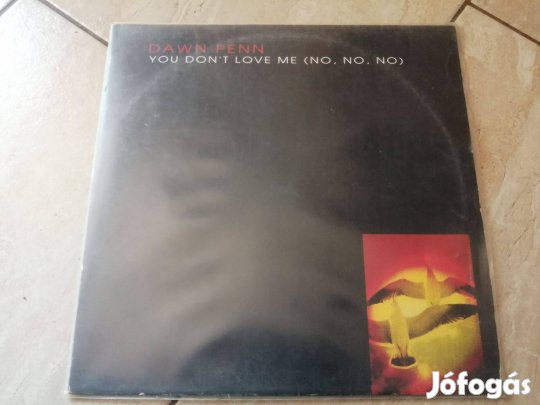 DAWN PENN
YOU DON'T LOVE ME (NO, NO, NO)
Jófogás